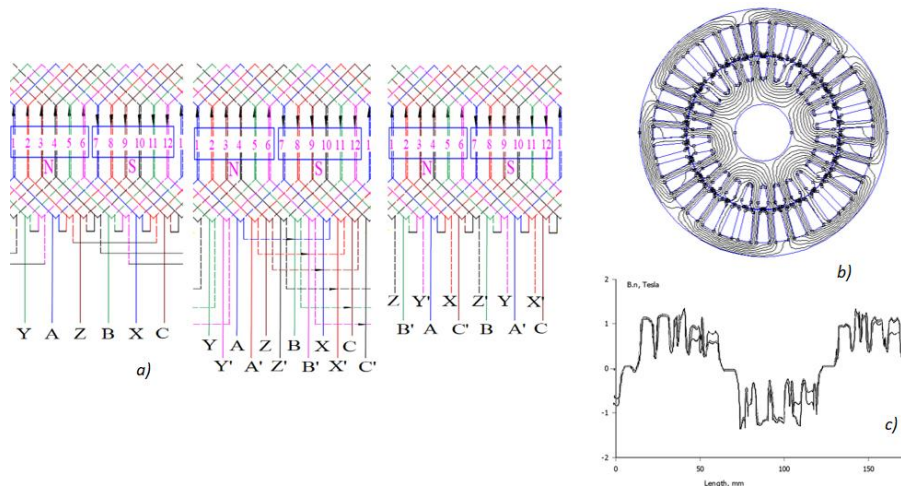 1 2 3 4 5 6 7 8 9 10 11 12 1
N S
Y A Z B X C
1 2 3 4 5 6 7 8 9 10 11 12 1
N S
Y A Z B X C
Y' A' Z' B' X' C'
1 2 3 4 5 6 7 8 9 10 11 12 1
N S
Z Y' X Z' Y X'
B' A C' B A' C
a)
b)
B.n, Tesla
2
1
0
-1
-2
0 50 100 150
Length, mm
c)